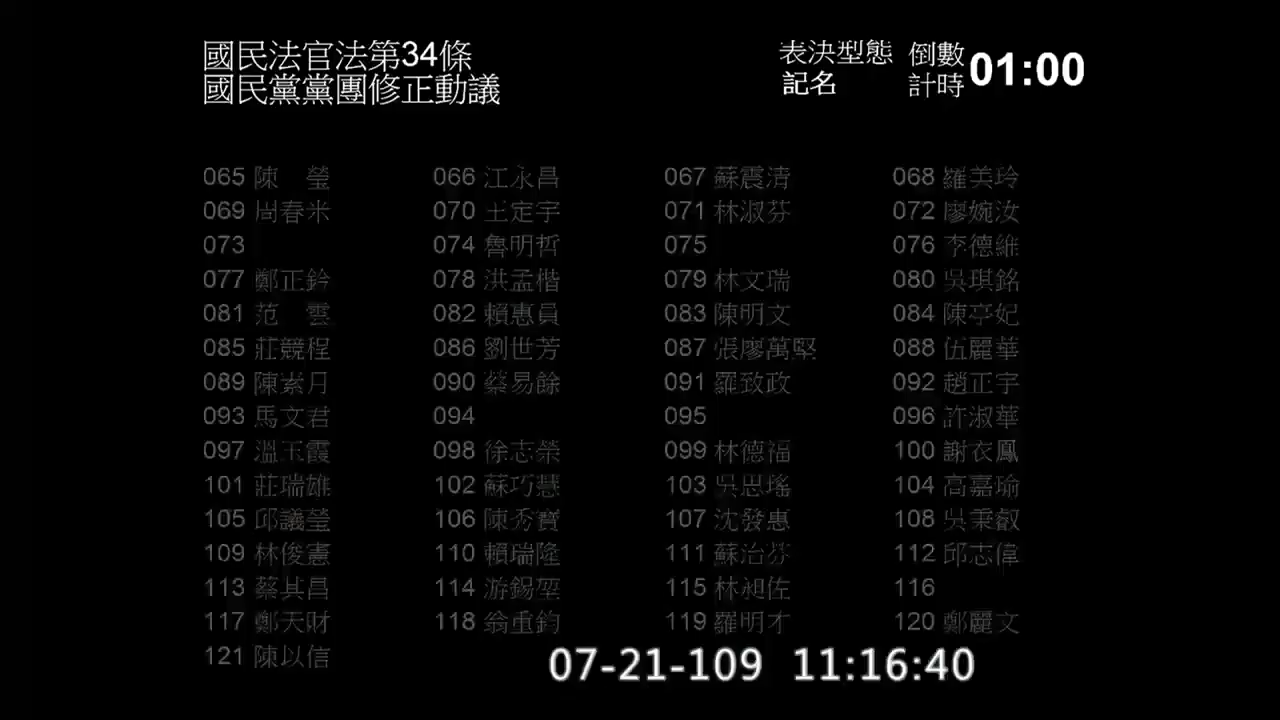 國民法官法第34條
國民黨黨團修正動議
表決型態
記名
倒數
計時
01:00
065 陳　瑩 066 江永昌 067 蘇震清 068 羅美玲
069 周春米 070 王定宇 071 林淑芬 072 廖婉汝
073 074 魯明哲 075 076 李德維
077 鄭正鈐 078 洪孟楷 079 林文瑞 080 吳琪銘
081 范　雲 082 賴惠員 083 陳明文 084 陳亭妃
085 莊競程 086 劉世芳 087 張廖萬堅 088 伍麗華
089 陳素月 090 蔡易餘 091 羅致政 092 趙正宇
093 馬文君 094 095 096 許淑華
097 溫玉霞 098 徐志榮 099 林德福 100 謝衣鳳
101 莊瑞雄 102 蘇巧慧 103 吳思瑤 104 高嘉瑜
105 邱議瑩 106 陳秀寳 107 沈發惠 108 吳秉叡
109 林俊憲 110 賴瑞隆 111 蘇治芬 112 邱志偉
113 蔡其昌 114 游錫堃 115 林昶佐 116
117 鄭天財 118 翁重鈞 119 羅明才 120 鄭麗文
121 陳以信
07-21-109 11:16:40